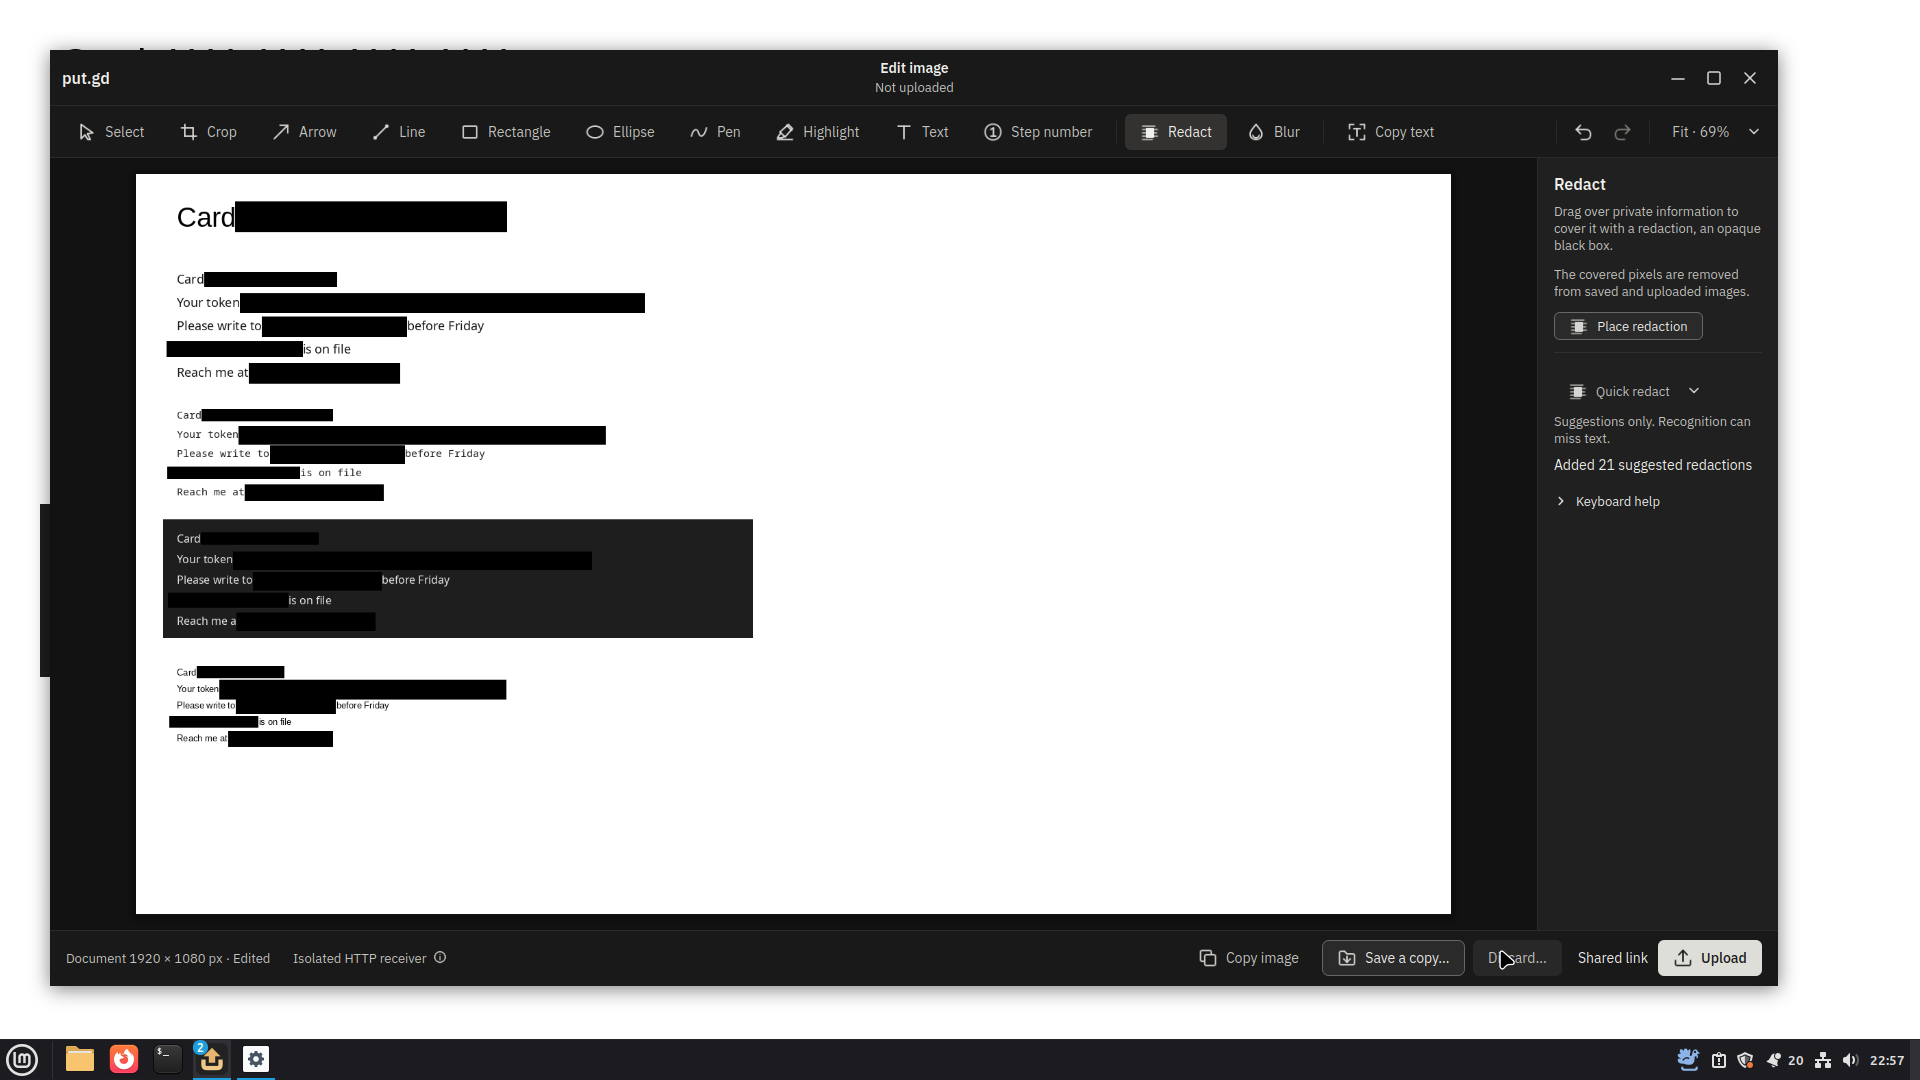 put.gd
Edit image
Not uploaded
Select
Crop
Arrow
Line
Rectangle
Ellipse
Pen
Highlight
Text
Step number
Redact
Blur
Copy text
Fit · 69%
Card
Card
Your token
Please write to before Friday
is on file
Reach me at
Card
Your token
Please write to before Friday
is on file
Reach me at
Card
Your token
Please write to before Friday
is on file
Reach me a
Card
Your token
Please write to before Friday
is on file
Reach me at
Redact
Drag over private information to
cover it with a redaction, an opaque
black box.
The covered pixels are removed
from saved and uploaded images.
Place redaction
Quick redact
Suggestions only. Recognition can
miss text.
Added 21 suggested redactions
Keyboard help
Document 1920 × 1080 px · Edited
Isolated HTTP receiver
Copy image
Save a copy...
Shared link
Upload
2
20
22:57